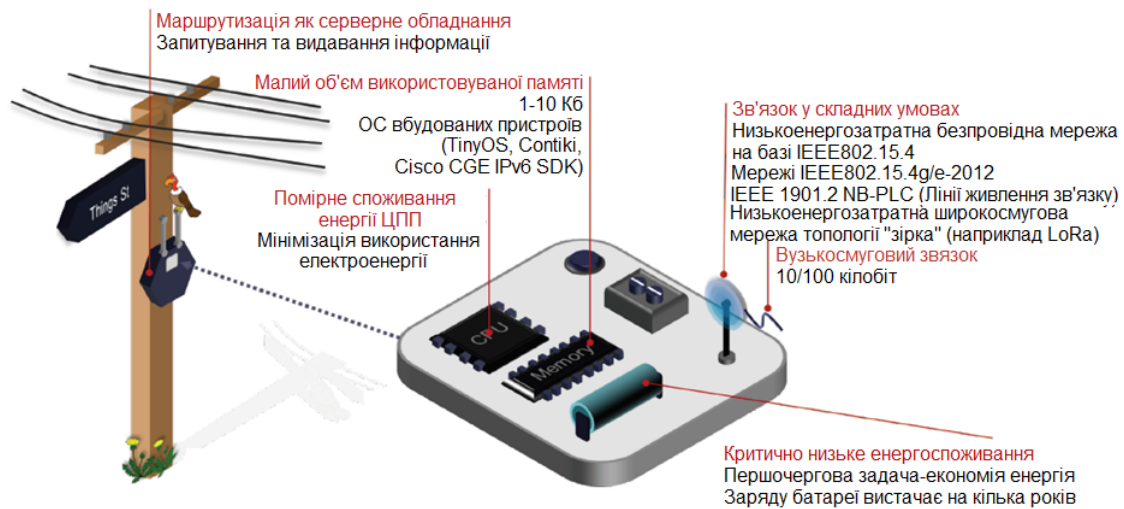 Маршрутизація як серверне обладнання
Запитування та видавання інформації
Малий об'єм використовуваної памяті
1-10 Кб
ОС вбудованих пристроїв
(TinyOS, Contiki,
Cisco CGE IPv6 SDK)
Помірне споживання
енергії ЦПП
Мінімізація використання
електроенергії
Зв'язок у складних умовах
Низькоенергозатратна безпровідна мережа
на базі IEEE802.15.4
Мережі IEEE802.15.4g/e-2012
IEEE 1901.2 NB-PLC (Лінії живлення зв'язку)
Низькоенергозатратна широкосмугова
мережа топології "зірка" (наприклад LoRa)
Вузькосмуговий звязок
10/100 кілобіт
Things St
CPU
Memory
Критично низьке енергоспоживання
Першочергова задача-економія енергія
Заряду батареї вистачає на кілька років